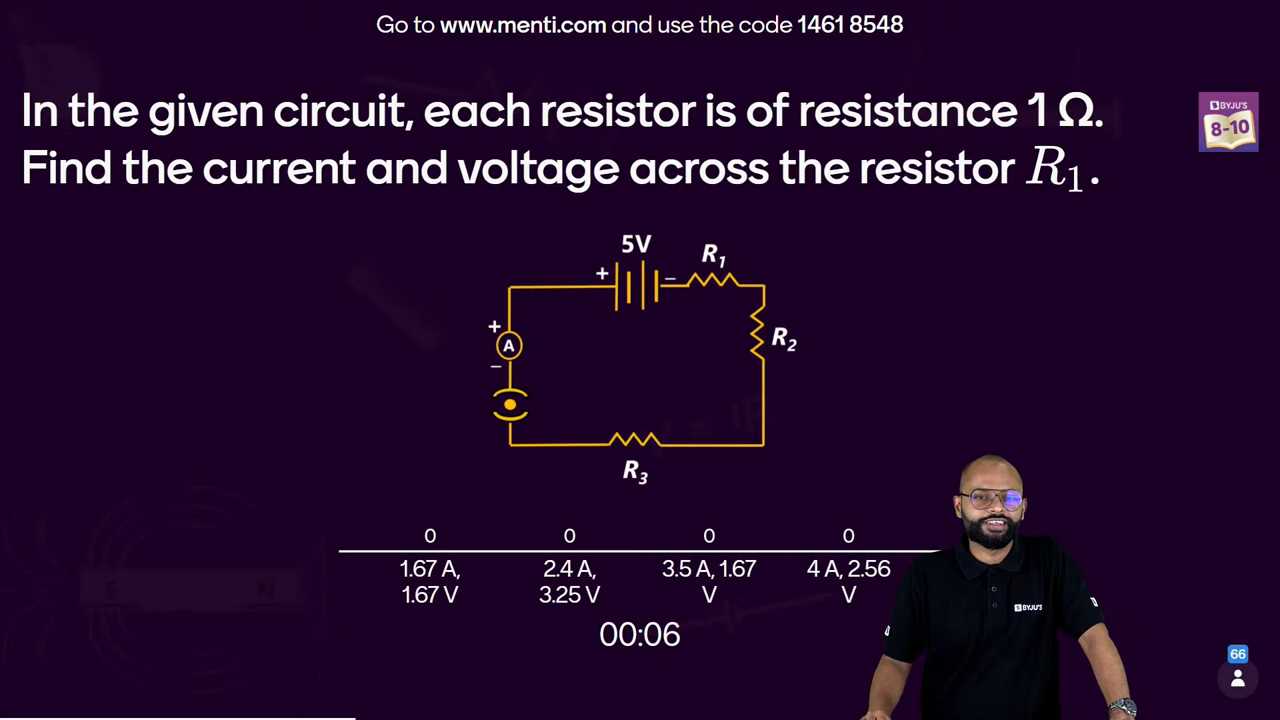 Go to www.menti.com and use the code 1461 8548
In the given circuit, each resistor is of resistance 1 Ω.
Find the current and voltage across the resistor R₁.
BYJU'S
8-10
5V
+
−
R₁
R₂
+
A
−
R₃
0 0 0 0
1.67 A, 2.4 A, 3.5 A, 1.67 4 A, 2.56
1.67 V 3.25 V V V
00:06
BYJU'S
66